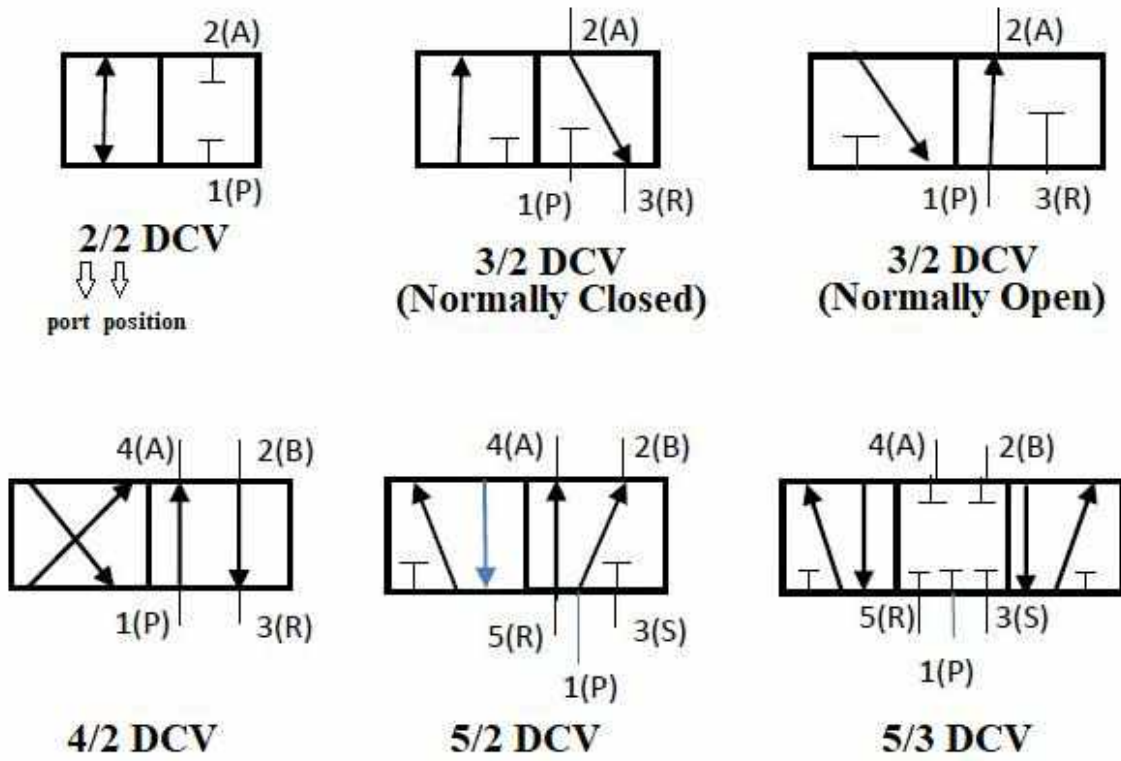 2(A)
1(P)
2/2 DCV
port position
2(A)
1(P)
3(R)
3/2 DCV
(Normally Closed)
2(A)
1(P)
3(R)
3/2 DCV
(Normally Open)
4(A)
2(B)
1(P)
3(R)
4/2 DCV
4(A)
2(B)
5(R)
3(S)
1(P)
5/2 DCV
4(A)
2(B)
5(R)
3(S)
1(P)
5/3 DCV